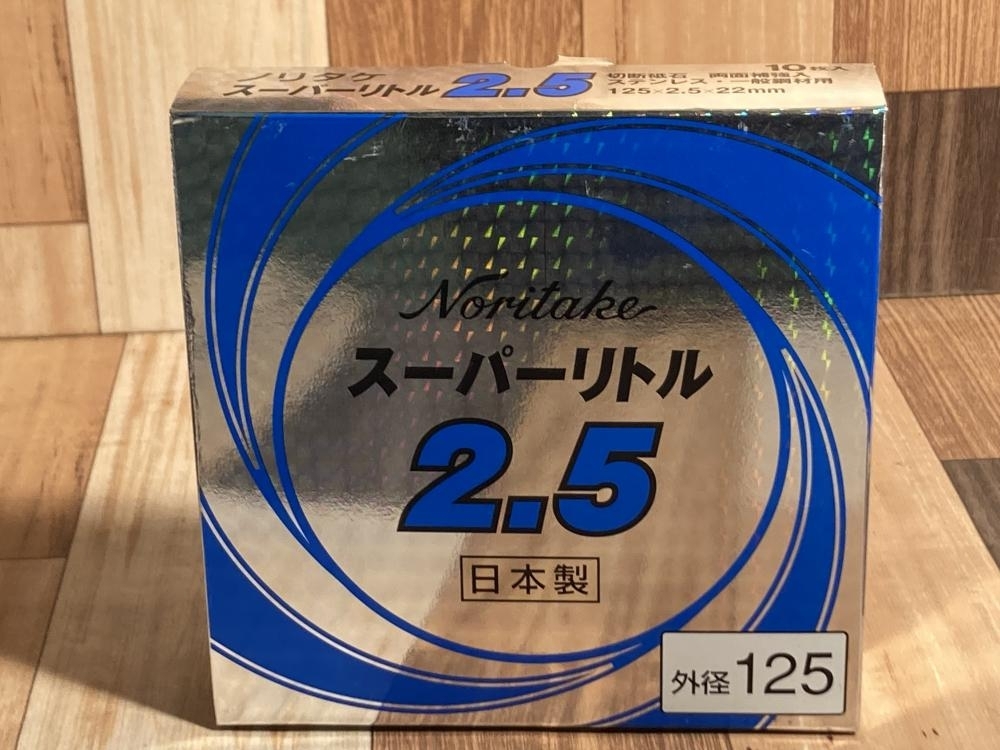 ノリタケ
スーパーリトル 2.5
切断砥石 両面補強入
ステンレス・一般鋼材用
125×2.5×22mm
10枚入
Noritake
スーパーリトル
2.5
日本製
外径 125